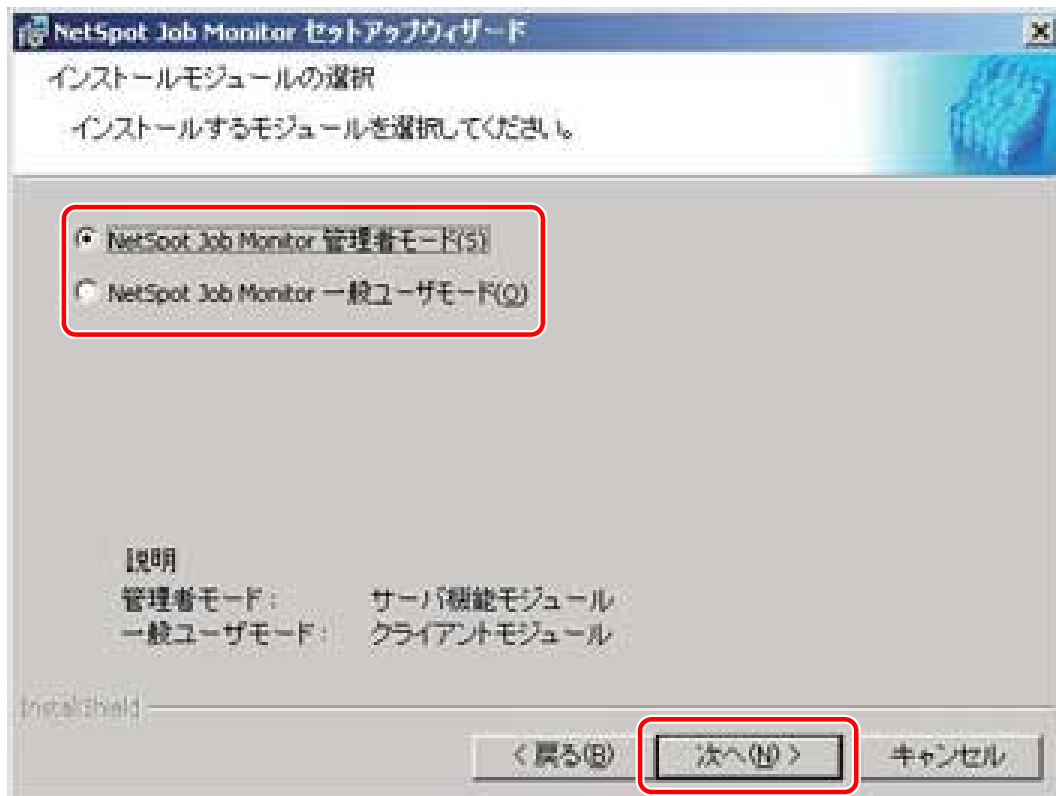 NetSpot Job Monitor セットアップウィザード
インストールモジュールの選択
インストールするモジュールを選択してください。
NetSpot Job Monitor 管理者モード(S)
NetSpot Job Monitor 一般ユーザモード(O)
説明
管理者モード: サーバ機能モジュール
一般ユーザモード: クライアントモジュール
InstallShield
< 戻る(B) 次へ(N) > キャンセル